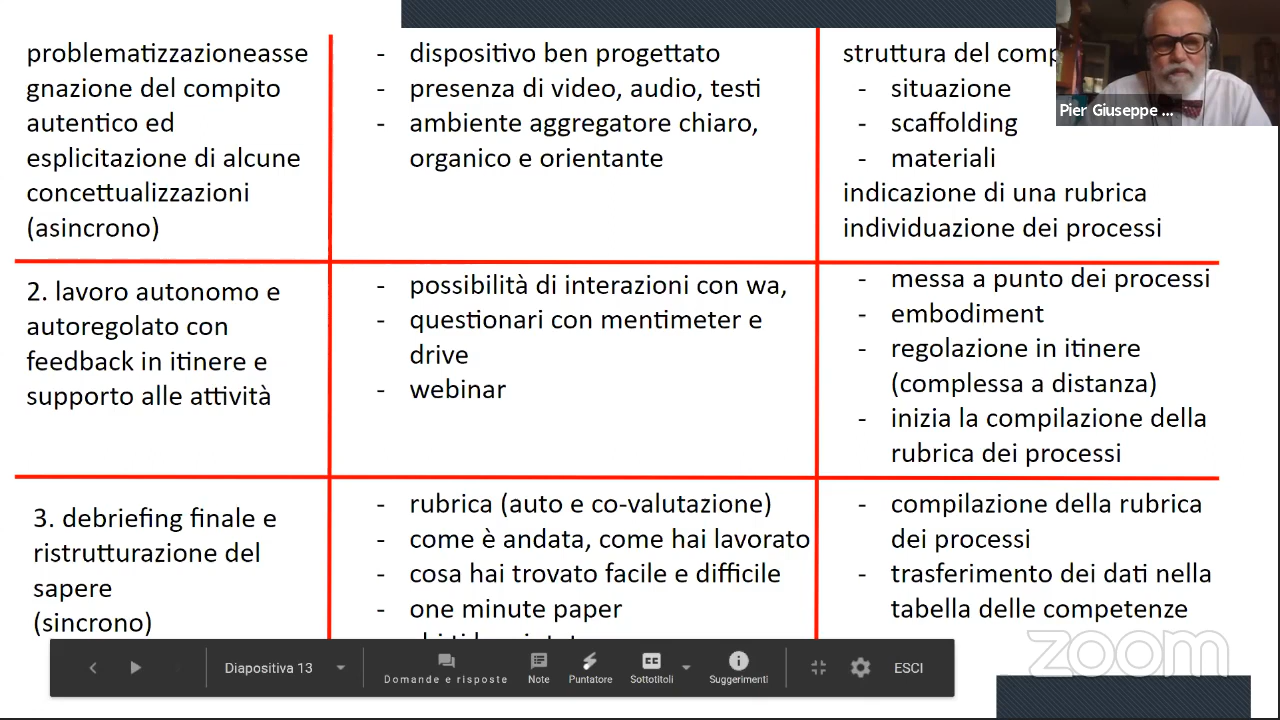 problematizzazioneasse
gnazione del compito
autentico ed
esplicitazione di alcune
concettualizzazioni
(asincrono)
- dispositivo ben progettato
- presenza di video, audio, testi
- ambiente aggregatore chiaro,
organico e orientante
struttura del
- situazione
- scaffolding
- materiali
indicazione di una rubrica
individuazione dei processi
Pier Giuseppe ...
2. lavoro autonomo e
autoregolato con
feedback in itinere e
supporto alle attività
- possibilità di interazioni con wa,
- questionari con mentimeter e
drive
- webinar
- messa a punto dei processi
- embodiment
- regolazione in itinere
(complessa a distanza)
- inizia la compilazione della
rubrica dei processi
3. debriefing finale e
ristrutturazione del
sapere
(sincrono)
- rubrica (auto e co-valutazione)
- come è andata, come hai lavorato
- cosa hai trovato facile e difficile
- one minute paper
- compilazione della rubrica
dei processi
- trasferimento dei dati nella
tabella delle competenze
Diapositiva 13
Domande e risposte
Note
Puntatore
CC
Sottotitoli
Suggerimenti
ESCI
zoom